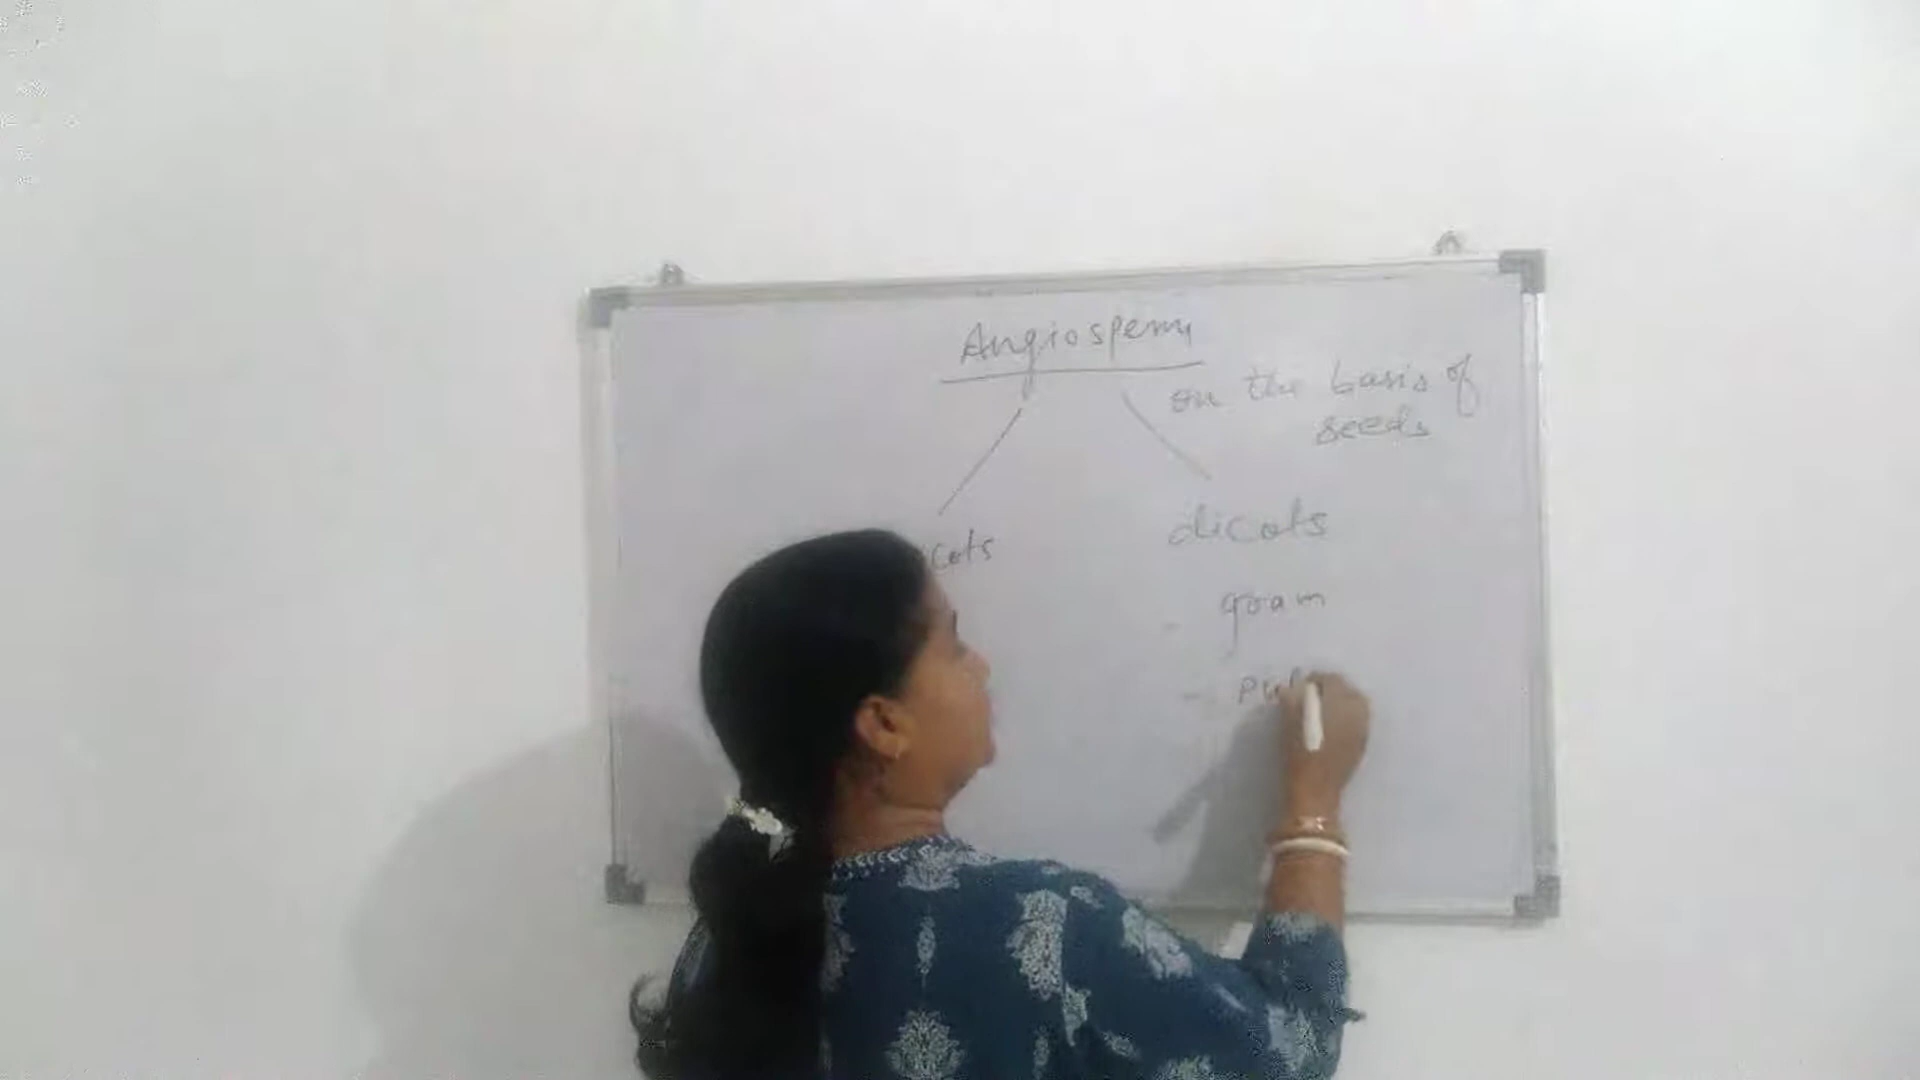 Angiosperm
on the basis of
seeds
cots
dicots
- gram
-